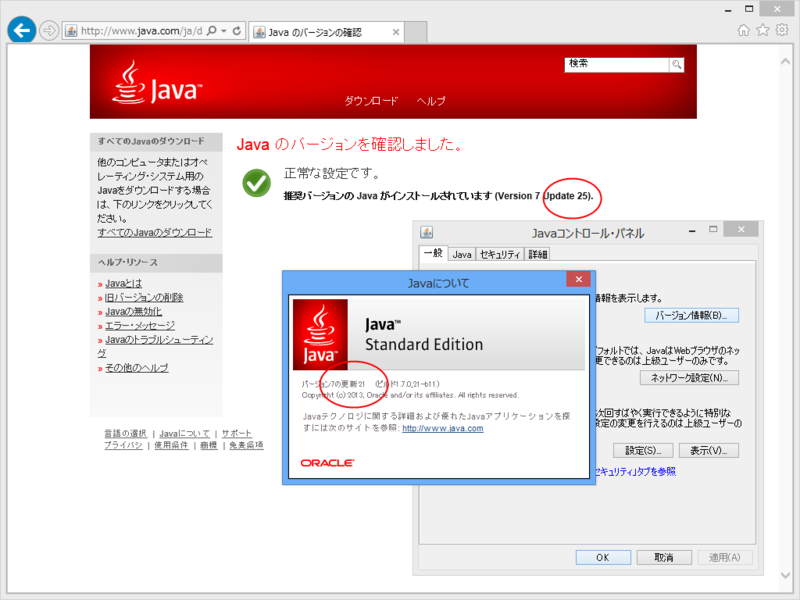 http://www.java.com/ja/d
Java のバージョンの確認
Java™
検索
ダウンロード ヘルプ
すべてのJavaのダウンロード
他のコンピュータまたはオペ
レーティング・システム用の
Javaをダウンロードする場合
は、下のリンクをクリックしてく
ださい。
すべてのJavaのダウンロード
ヘルプ・リソース
» Javaとは
» 旧バージョンの削除
» Javaの無効化
» エラー・メッセージ
» Javaのトラブルシューティン
グ
» その他のヘルプ
Java のバージョンを確認しました。
正常な設定です。
推奨バージョンの Java がインストールされています (Version 7 Update 25).
言語の選択 | Javaについて | サポート
プライバシ | 使用条件 | 商標 | 免責条項
Javaコントロール・パネル
一般 Java セキュリティ 詳細
情報を表示します。
バージョン情報(B)...
フォルトでは、JavaはWebブラウザのネッ
更できるのは上級ユーザーのみです。
ネットワーク設定(N)...
次回すばやく実行できるように特別な
設定の変更を行えるのは上級ユーザーの
設定(S)... 表示(V)...
セキュリティ]タブを参照
OK 取消 適用(A)
Javaについて
Java™
Java™
Standard Edition
バージョン7の更新21 (ビルド1.7.0_21-b11)
Copyright (c) 2013, Oracle and/or its affiliates. All rights reserved.
Javaテクノロジに関する詳細および優れたJavaアプリケーションを探
すには次のサイトを参照: http://www.java.com
ORACLE